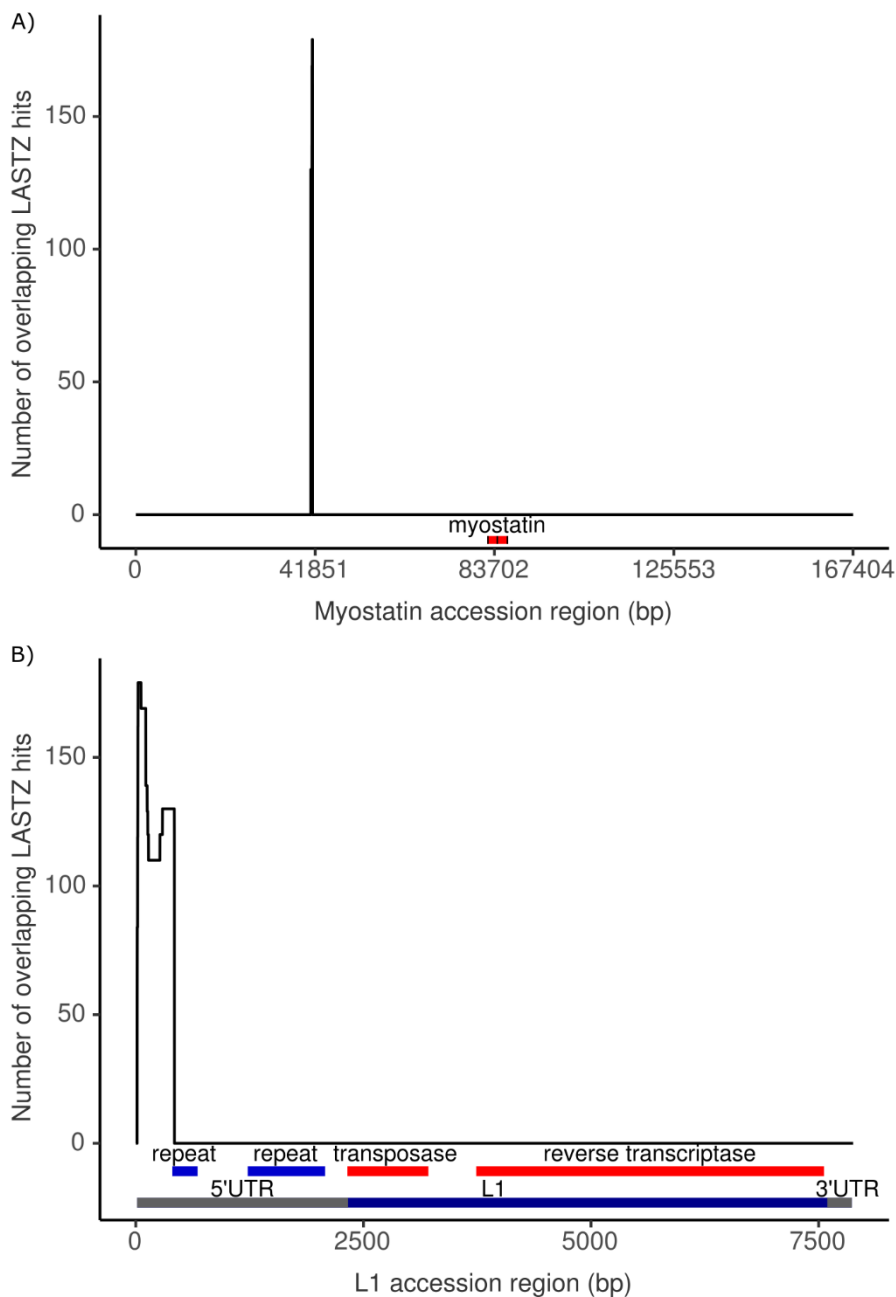 A)
Number of overlapping LASTZ hits
150
100
50
0
myostatin
0 41851 83702 125553 167404
Myostatin accession region (bp)
B)
Number of overlapping LASTZ hits
150
100
50
0
repeat repeat transposase reverse transcriptase
5'UTR L1 3'UTR
0 2500 5000 7500
L1 accession region (bp)